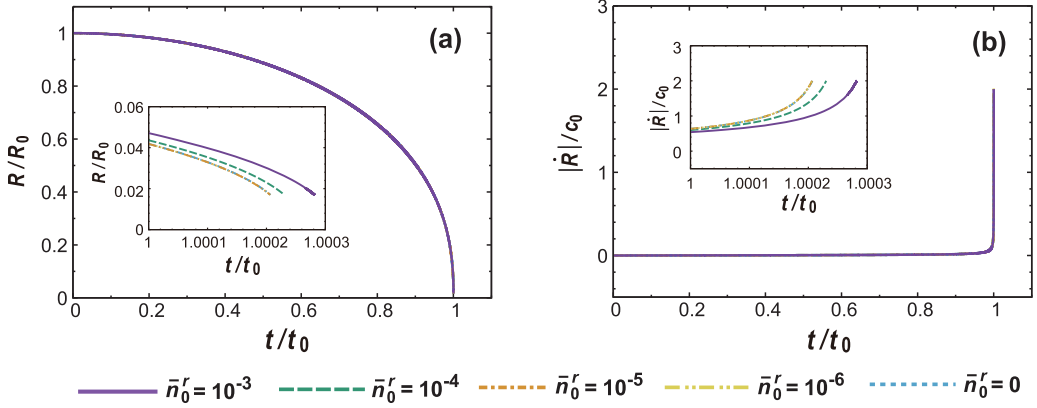 (a)
R/R₀
1
0.8
0.6
0.4
0.2
0
0 0.2 0.4 0.6 0.8 1
t/t₀
R/R₀
0.06
0.04
0.02
0
1 1.0001 1.0002 1.0003
t/t₀
(b)
|Ṙ|/c₀
3
2
1
0
0 0.2 0.4 0.6 0.8 1
t/t₀
|Ṙ|/c₀
3
2
1
0
1 1.0001 1.0002 1.0003
t/t₀
n̄₀ʳ = 10⁻³ n̄₀ʳ = 10⁻⁴ n̄₀ʳ = 10⁻⁵ n̄₀ʳ = 10⁻⁶ n̄₀ʳ = 0